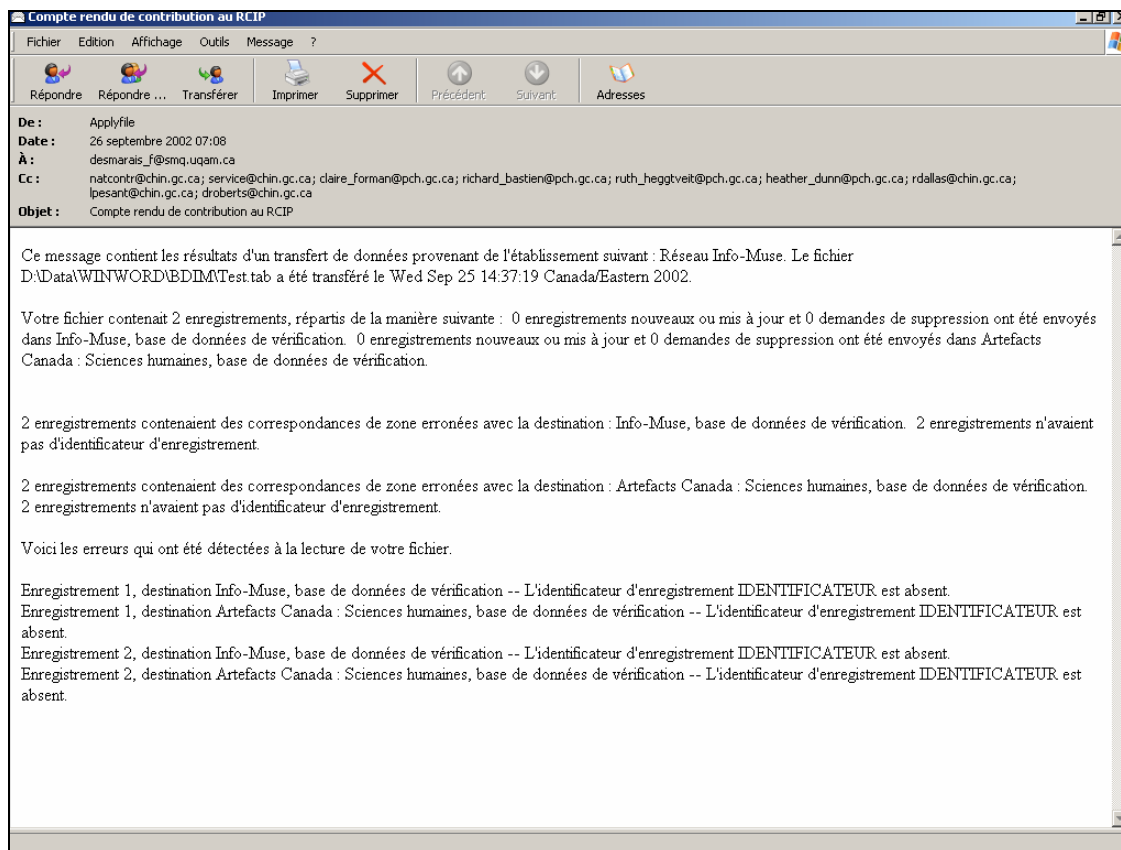 Compte rendu de contribution au RCIP
Fichier Edition Affichage Outils Message ?
Répondre Répondre ... Transférer Imprimer Supprimer Précédent Suivant Adresses
De : Applyfile
Date : 26 septembre 2002 07:08
À : desmarais_f@smq.uqam.ca
Cc : natcontr@chin.gc.ca; service@chin.gc.ca; claire_forman@pch.gc.ca; richard_bastien@pch.gc.ca; ruth_heggtveit@pch.gc.ca; heather_dunn@pch.gc.ca; rdallas@chin.gc.ca;
lpesant@chin.gc.ca; droberts@chin.gc.ca
Objet : Compte rendu de contribution au RCIP
Ce message contient les résultats d'un transfert de données provenant de l'établissement suivant : Réseau Info-Muse. Le fichier
D:\Data\WINWORD\BDIM\Test.tab a été transféré le Wed Sep 25 14:37:19 Canada/Eastern 2002.
Votre fichier contenait 2 enregistrements, répartis de la manière suivante :  0 enregistrements nouveaux ou mis à jour et 0 demandes de suppression ont été envoyés
dans Info-Muse, base de données de vérification.  0 enregistrements nouveaux ou mis à jour et 0 demandes de suppression ont été envoyés dans Artefacts
Canada : Sciences humaines, base de données de vérification.
2 enregistrements contenaient des correspondances de zone erronées avec la destination : Info-Muse, base de données de vérification.  2 enregistrements n'avaient
pas d'identificateur d'enregistrement.
2 enregistrements contenaient des correspondances de zone erronées avec la destination : Artefacts Canada : Sciences humaines, base de données de vérification.
2 enregistrements n'avaient pas d'identificateur d'enregistrement.
Voici les erreurs qui ont été détectées à la lecture de votre fichier.
Enregistrement 1, destination Info-Muse, base de données de vérification -- L'identificateur d'enregistrement IDENTIFICATEUR est absent.
Enregistrement 1, destination Artefacts Canada : Sciences humaines, base de données de vérification -- L'identificateur d'enregistrement IDENTIFICATEUR est
absent.
Enregistrement 2, destination Info-Muse, base de données de vérification -- L'identificateur d'enregistrement IDENTIFICATEUR est absent.
Enregistrement 2, destination Artefacts Canada : Sciences humaines, base de données de vérification -- L'identificateur d'enregistrement IDENTIFICATEUR est
absent.